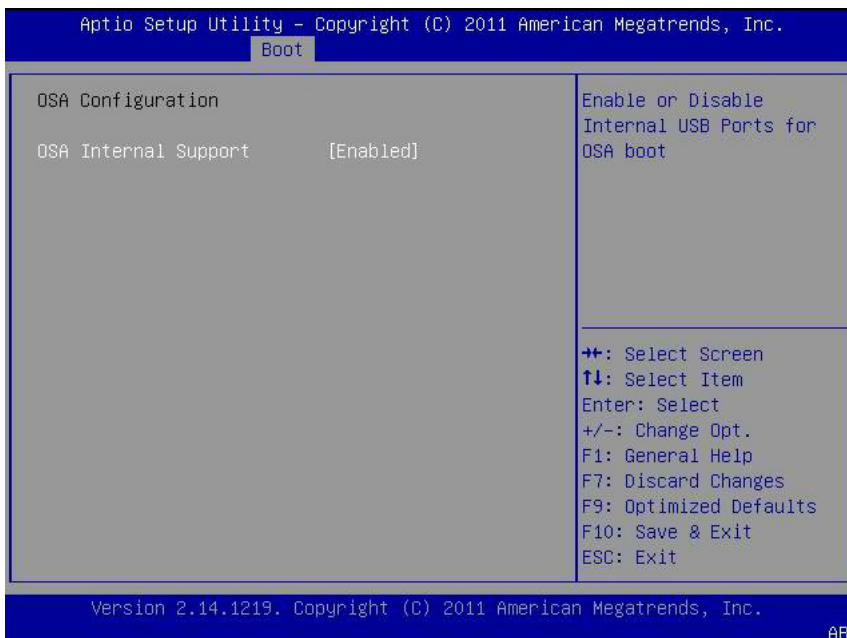 Aptio Setup Utility – Copyright (C) 2011 American Megatrends, Inc.
Boot
OSA Configuration
OSA Internal Support [Enabled]
Enable or Disable
Internal USB Ports for
OSA boot
→←: Select Screen
↑↓: Select Item
Enter: Select
+/-: Change Opt.
F1: General Help
F7: Discard Changes
F9: Optimized Defaults
F10: Save & Exit
ESC: Exit
Version 2.14.1219. Copyright (C) 2011 American Megatrends, Inc.